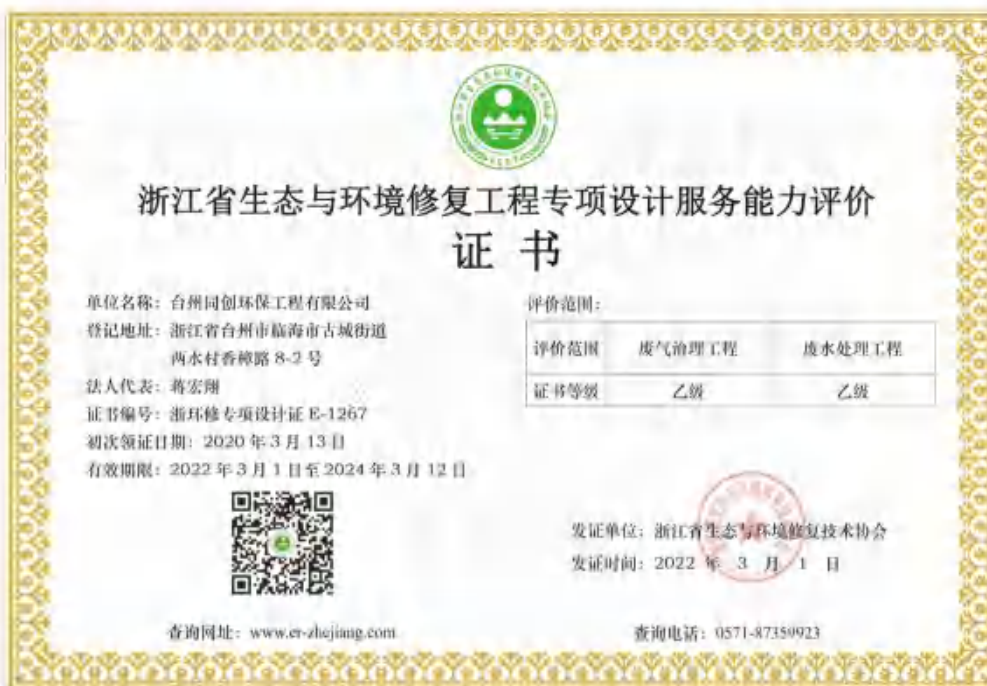 浙江省生态与环境修复工程专项设计服务能力评价
证书
单位名称：台州同创环保工程有限公司
登记地址：浙江省台州市临海市古城街道
两水村香樟路 8-2 号
法人代表：蒋宏翔
证书编号：浙环修专项设计证 E-1267
初次领证日期：2020 年 3 月 13 日
有效期限：2022 年 3 月 1 日至 2024 年 3 月 12 日
评价范围：
评价范围 废气治理工程 废水处理工程
证书等级 乙级 乙级
发证单位：浙江省生态与环境修复技术协会
发证时间：2022 年 3 月 1 日
查询网址：www.er-zhejiang.com
查询电话：0571-87359923